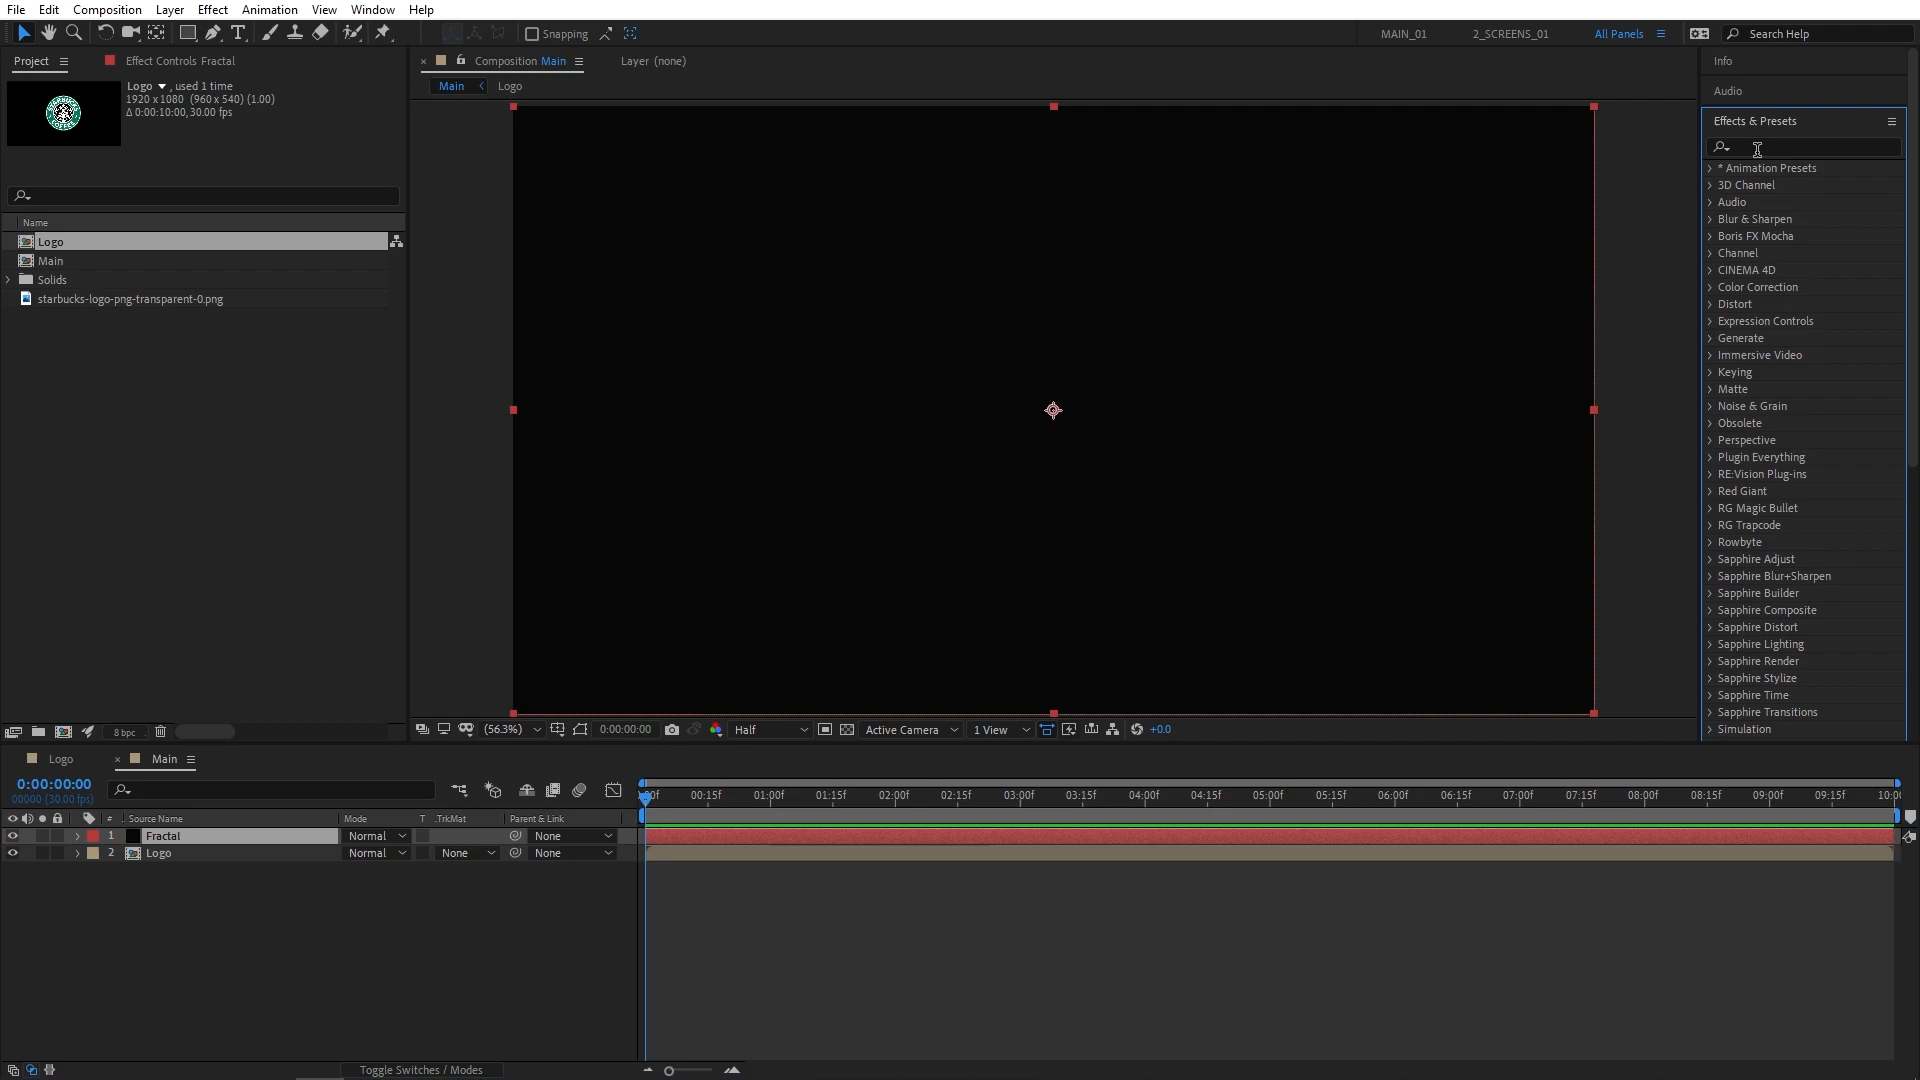 File Edit Composition Layer Effect Animation View Window Help
Snapping MAIN_01 2_SCREENS_01 All Panels Search Help
Project Effect Controls Fractal
Logo , used 1 time
1920 x 1080 (960 x 540) (1.00)
Δ 0:00:10:00, 30.00 fps
Name
Logo
Main
Solids
starbucks-logo-png-transparent-0.png
8 bpc
Composition Main Layer (none)
Main Logo
(56.3%) 0:00:00:00 Half Active Camera 1 View +0.0
Info
Audio
Effects & Presets
* Animation Presets
3D Channel
Audio
Blur & Sharpen
Boris FX Mocha
Channel
CINEMA 4D
Color Correction
Distort
Expression Controls
Generate
Immersive Video
Keying
Matte
Noise & Grain
Obsolete
Perspective
Plugin Everything
RE:Vision Plug-ins
Red Giant
RG Magic Bullet
RG Trapcode
Rowbyte
Sapphire Adjust
Sapphire Blur+Sharpen
Sapphire Builder
Sapphire Composite
Sapphire Distort
Sapphire Lighting
Sapphire Render
Sapphire Stylize
Sapphire Time
Sapphire Transitions
Simulation
Logo Main
0:00:00:00
00000 (30.00 fps)
00:15f 01:00f 01:15f 02:00f 02:15f 03:00f 03:15f 04:00f 04:15f 05:00f 05:15f 06:00f 06:15f 07:00f 07:15f 08:00f 08:15f 09:00f 09:15f 10:0
# Source Name Mode T .TrkMat Parent & Link
1 Fractal Normal None
2 Logo Normal None None
Toggle Switches / Modes